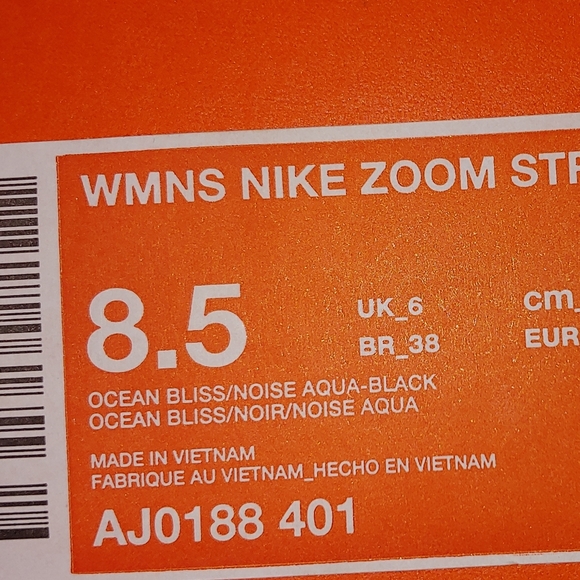 WMNS NIKE ZOOM STR
8.5
UK_6
BR_38
cm_
EUR
OCEAN BLISS/NOISE AQUA-BLACK
OCEAN BLISS/NOIR/NOISE AQUA
MADE IN VIETNAM
FABRIQUE AU VIETNAM_HECHO EN VIETNAM
AJ0188 401